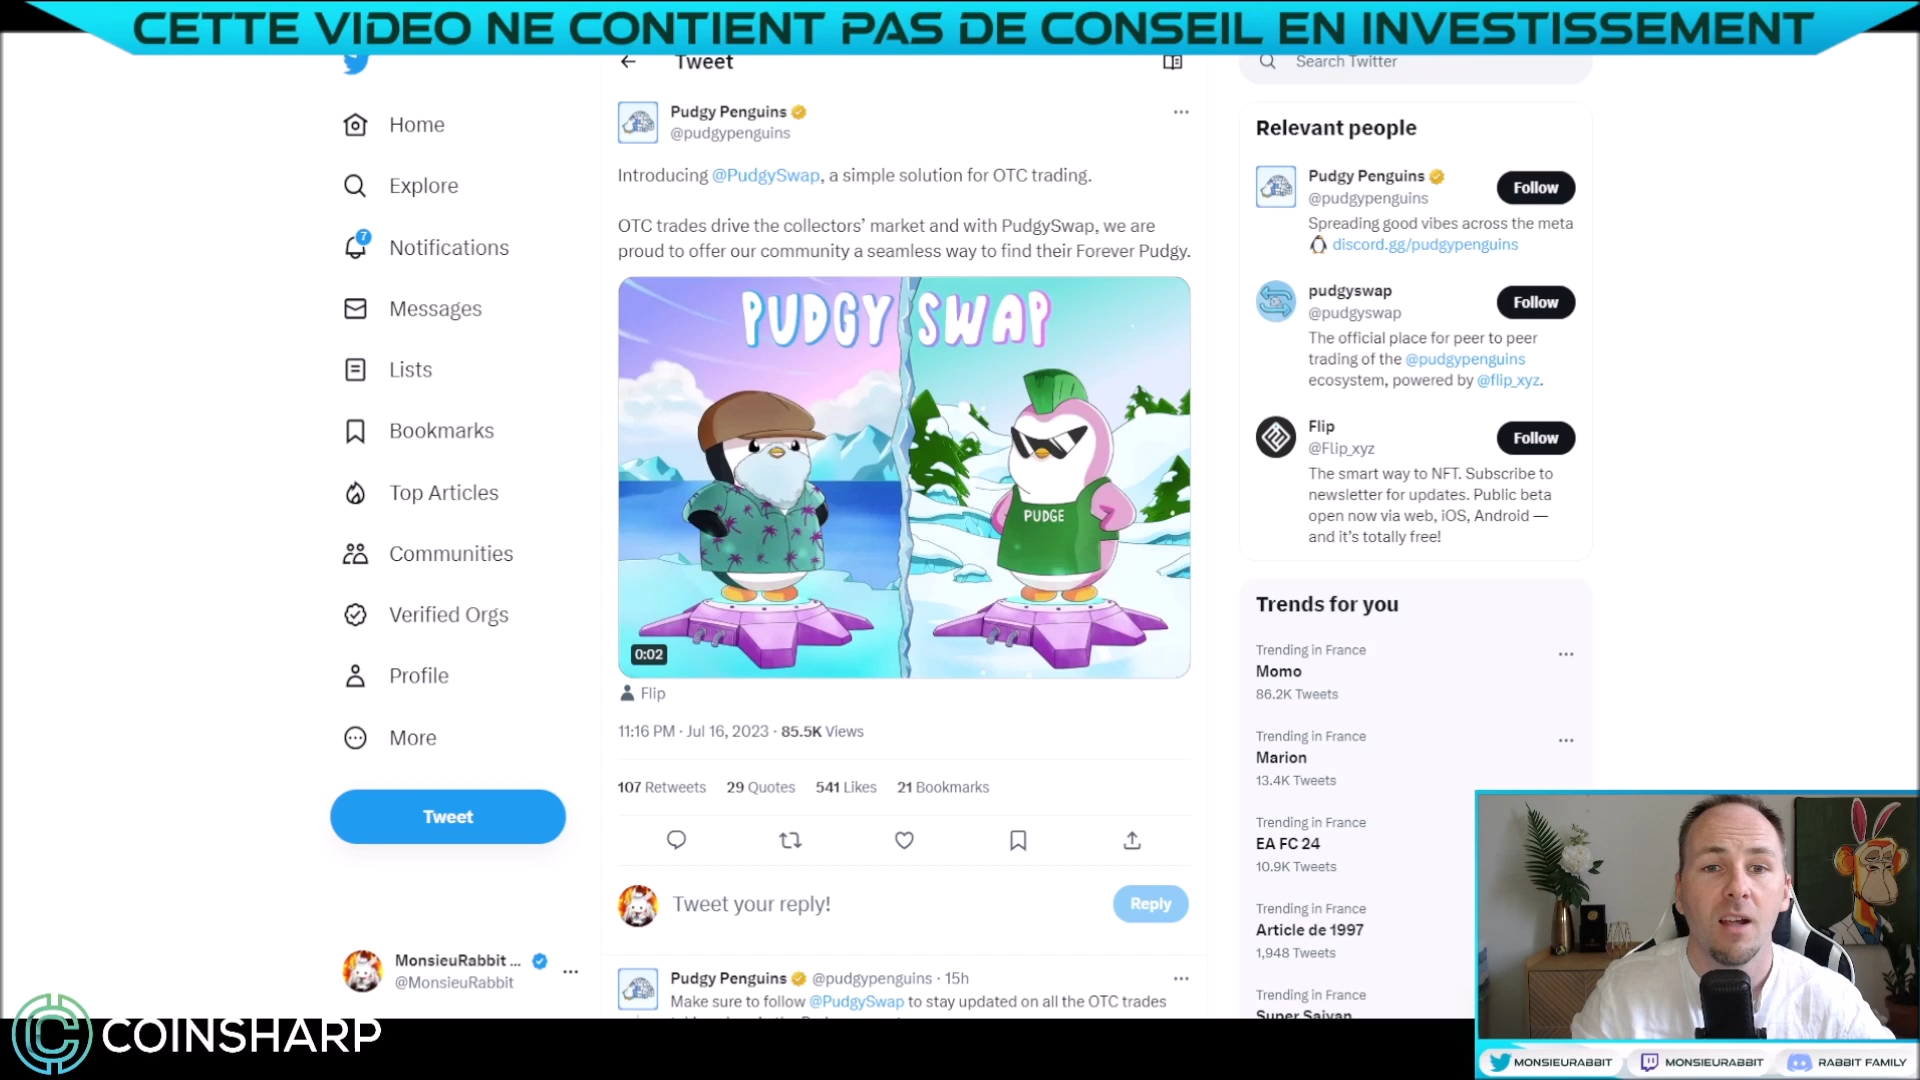 CETTE VIDEO NE CONTIENT PAS DE CONSEIL EN INVESTISSEMENT
Home
Explore
7
Notifications
Messages
Lists
Bookmarks
Top Articles
Communities
Verified Orgs
Profile
More
Tweet
MonsieuRabbit ...
@MonsieuRabbit
COINSHARP
Tweet
Pudgy Penguins
@pudgypenguins
Introducing @PudgySwap, a simple solution for OTC trading.
OTC trades drive the collectors’ market and with PudgySwap, we are
proud to offer our community a seamless way to find their Forever Pudgy.
PUDGY SWAP
PUDGE
0:02
Flip
11:16 PM · Jul 16, 2023 · 85.5K Views
107 Retweets 29 Quotes 541 Likes 21 Bookmarks
Tweet your reply!
Reply
Pudgy Penguins @pudgypenguins · 15h
Make sure to follow @PudgySwap to stay updated on all the OTC trades
Search Twitter
Relevant people
Pudgy Penguins
@pudgypenguins
Follow
Spreading good vibes across the meta
discord.gg/pudgypenguins
pudgyswap
@pudgyswap
Follow
The official place for peer to peer
trading of the @pudgypenguins
ecosystem, powered by @flip_xyz.
Flip
@Flip_xyz
Follow
The smart way to NFT. Subscribe to
newsletter for updates. Public beta
open now via web, iOS, Android —
and it’s totally free!
Trends for you
Trending in France
Momo
86.2K Tweets
Trending in France
Marion
13.4K Tweets
Trending in France
EA FC 24
10.9K Tweets
Trending in France
Article de 1997
1,948 Tweets
Trending in France
Super Saiyan
MONSIEURABBIT
MONSIEURABBIT
RABBIT FAMILY